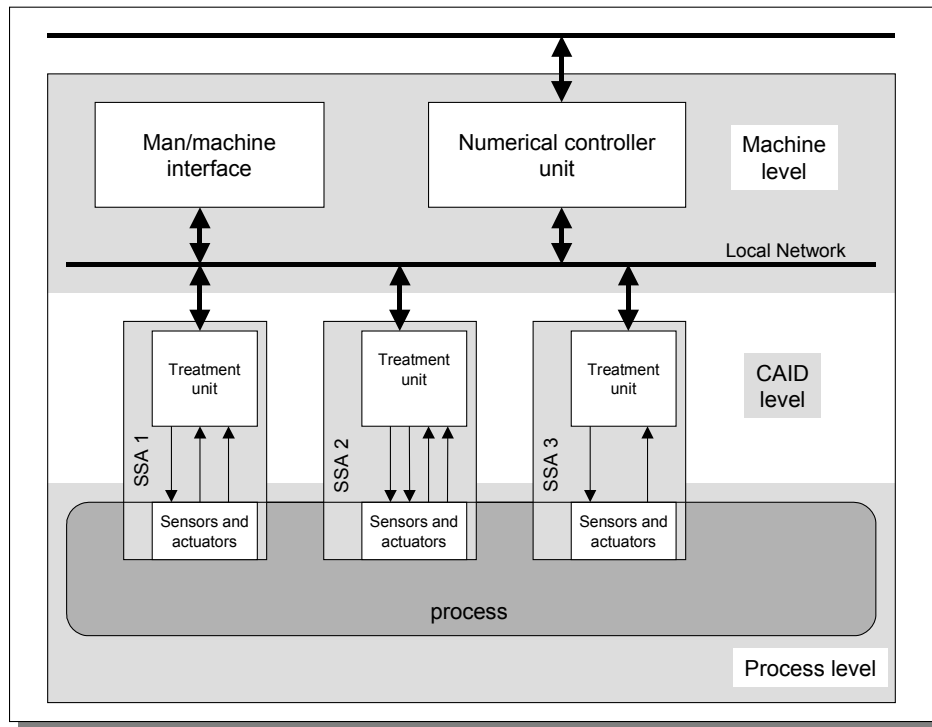 Man/machine
interface
Numerical controller
unit
Machine
level
Local Network
Treatment
unit
Treatment
unit
Treatment
unit
CAID
level
SSA 1
SSA 2
SSA 3
Sensors and
actuators
Sensors and
actuators
Sensors and
actuators
process
Process level